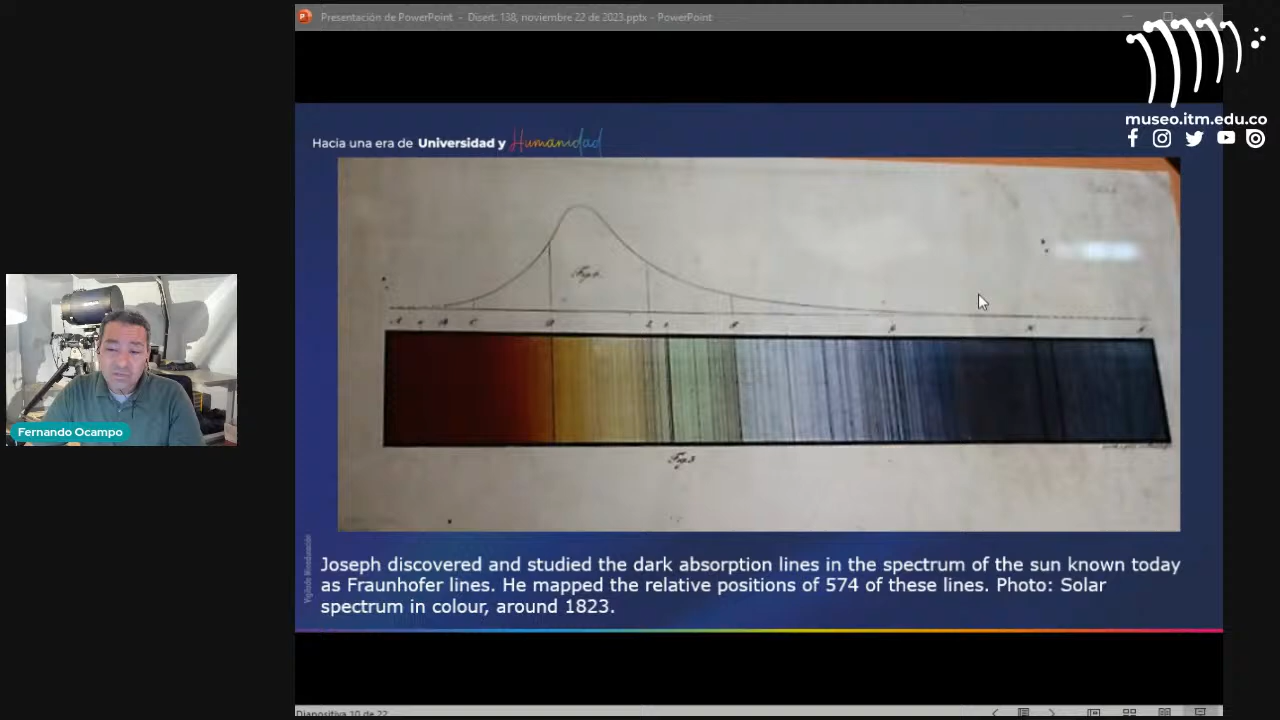 Presentación de PowerPoint - Disert. 138, noviembre 22 de 2023.pptx - PowerPoint
museo.itm.edu.co
Hacia una era de Universidad y Humanidad
Fig.
Fernando Ocampo
Fig.3
Joseph discovered and studied the dark absorption lines in the spectrum of the sun known today
as Fraunhofer lines. He mapped the relative positions of 574 of these lines. Photo: Solar
spectrum in colour, around 1823.
Diapositiva 10 de 22